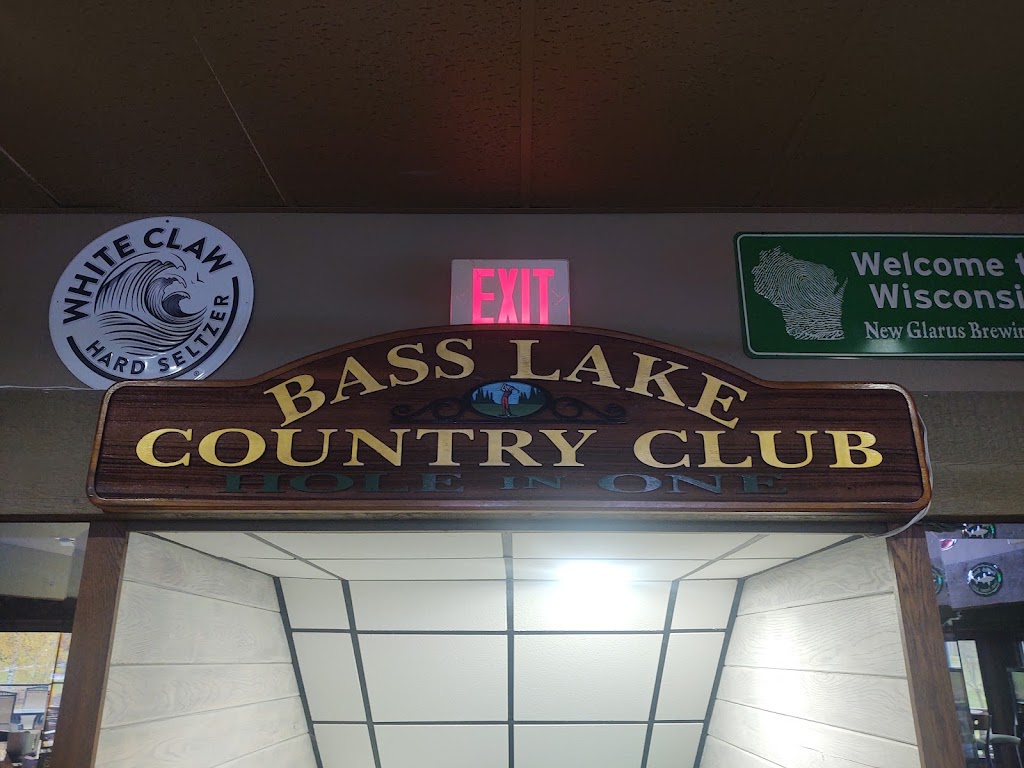 WHITE CLAW
HARD SELTZER
EXIT
Welcome
Wisconsi
New Glarus Brewin
BASS LAKE
COUNTRY CLUB
HOLE IN ONE